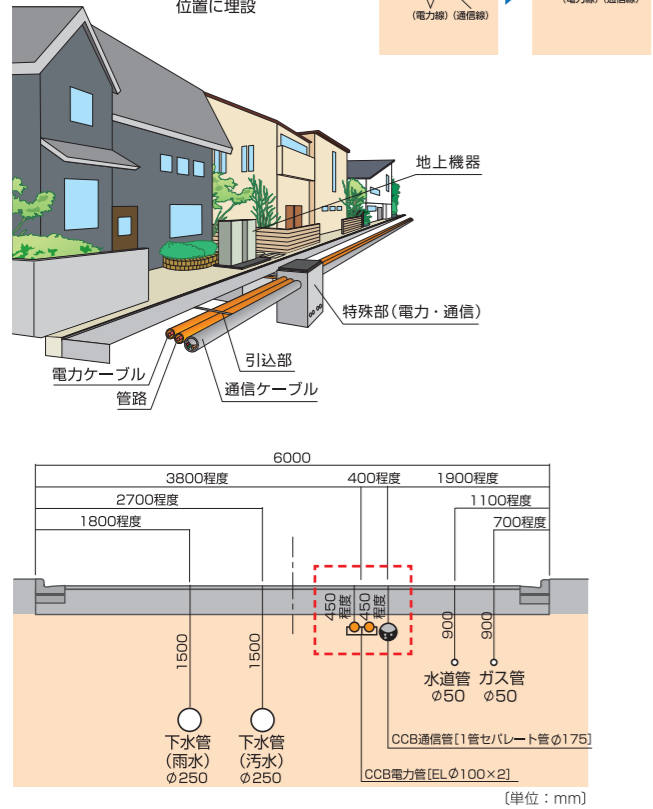 位置に埋設
(電力線)(通信線)
地上機器
特殊部(電力・通信)
引込部
電力ケーブル
通信ケーブル
管路
6000
3800程度
400程度
1900程度
2700程度
1100程度
1800程度
700程度
450程度
450程度
900
900
1500
1500
水道管
φ50
ガス管
φ50
下水管
(雨水)
φ250
下水管
(汚水)
φ250
CCB通信管[1管セパレート管φ175]
CCB電力管[ELφ100×2]
〔単位：mm〕